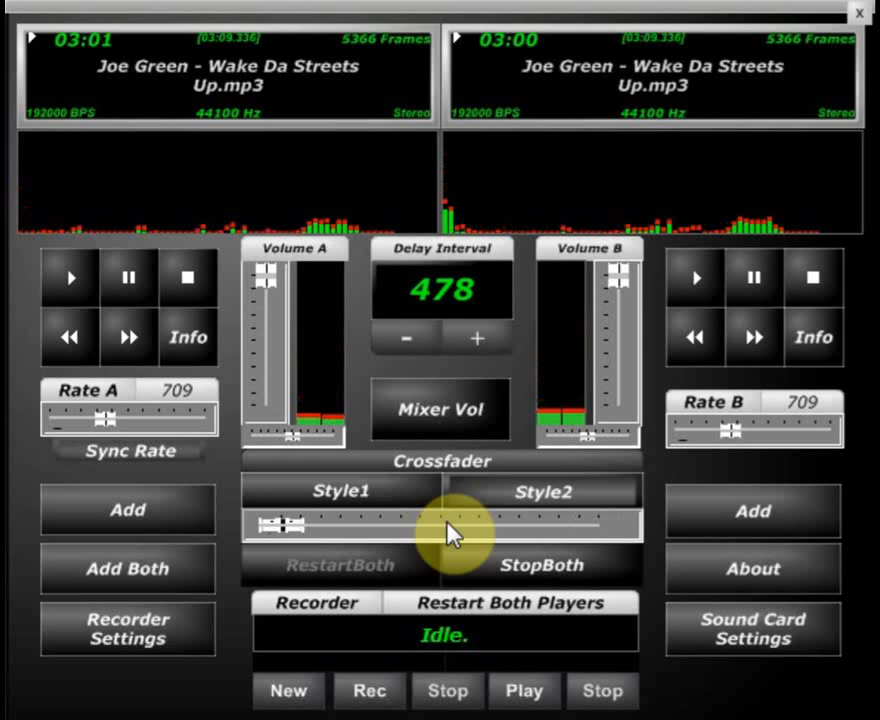 x
03:01 [03:09.336] 5366 Frames
Joe Green - Wake Da Streets
Up.mp3
192000 BPS 44100 Hz Stereo
03:00 [03:09.336] 5366 Frames
Joe Green - Wake Da Streets
Up.mp3
192000 BPS 44100 Hz Stereo
Volume A
Delay Interval
Volume B
478
- +
Info
Info
Mixer Vol
Rate A 709
Rate B 709
Sync Rate
Crossfader
Style1 Style2
Add
Add
RestartBoth StopBoth
Add Both
About
Recorder
Settings
Recorder Restart Both Players
Idle.
Sound Card
Settings
New Rec Stop Play Stop